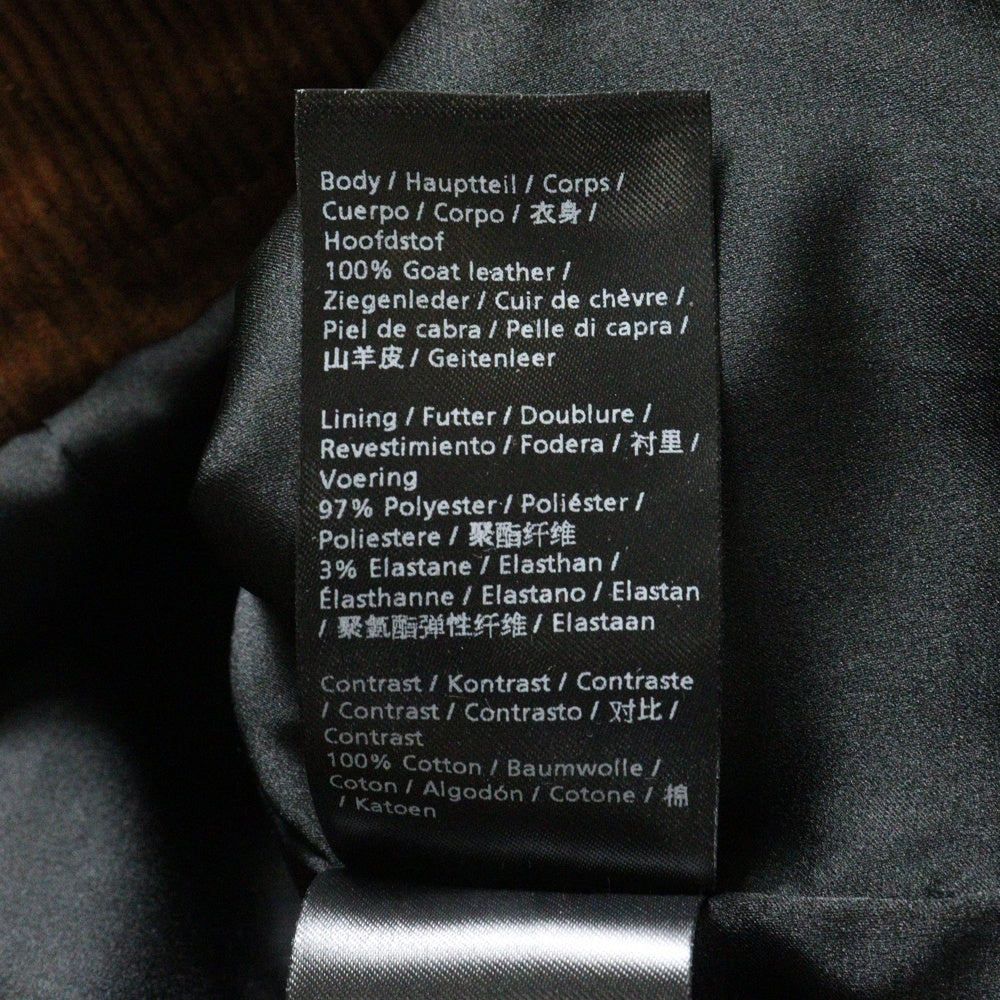 Body / Hauptteil / Corps /
Cuerpo / Corpo / 衣身 /
Hoofdstof
100% Goat leather /
Ziegenleder / Cuir de chèvre /
Piel de cabra / Pelle di capra /
山羊皮 / Geitenleer
Lining / Futter / Doublure /
Revestimiento / Fodera / 衬里 /
Voering
97% Polyester / Poliéster /
Poliestere / 聚酯纤维
3% Elastane / Elasthan /
Élasthanne / Elastano / Elastan
/ 聚氨酯弹性纤维 / Elastaan
Contrast / Kontrast / Contraste
/ Contrast / Contrasto / 对比 /
Contrast
100% Cotton / Baumwolle /
Coton / Algodón / Cotone / 棉
/ Katoen